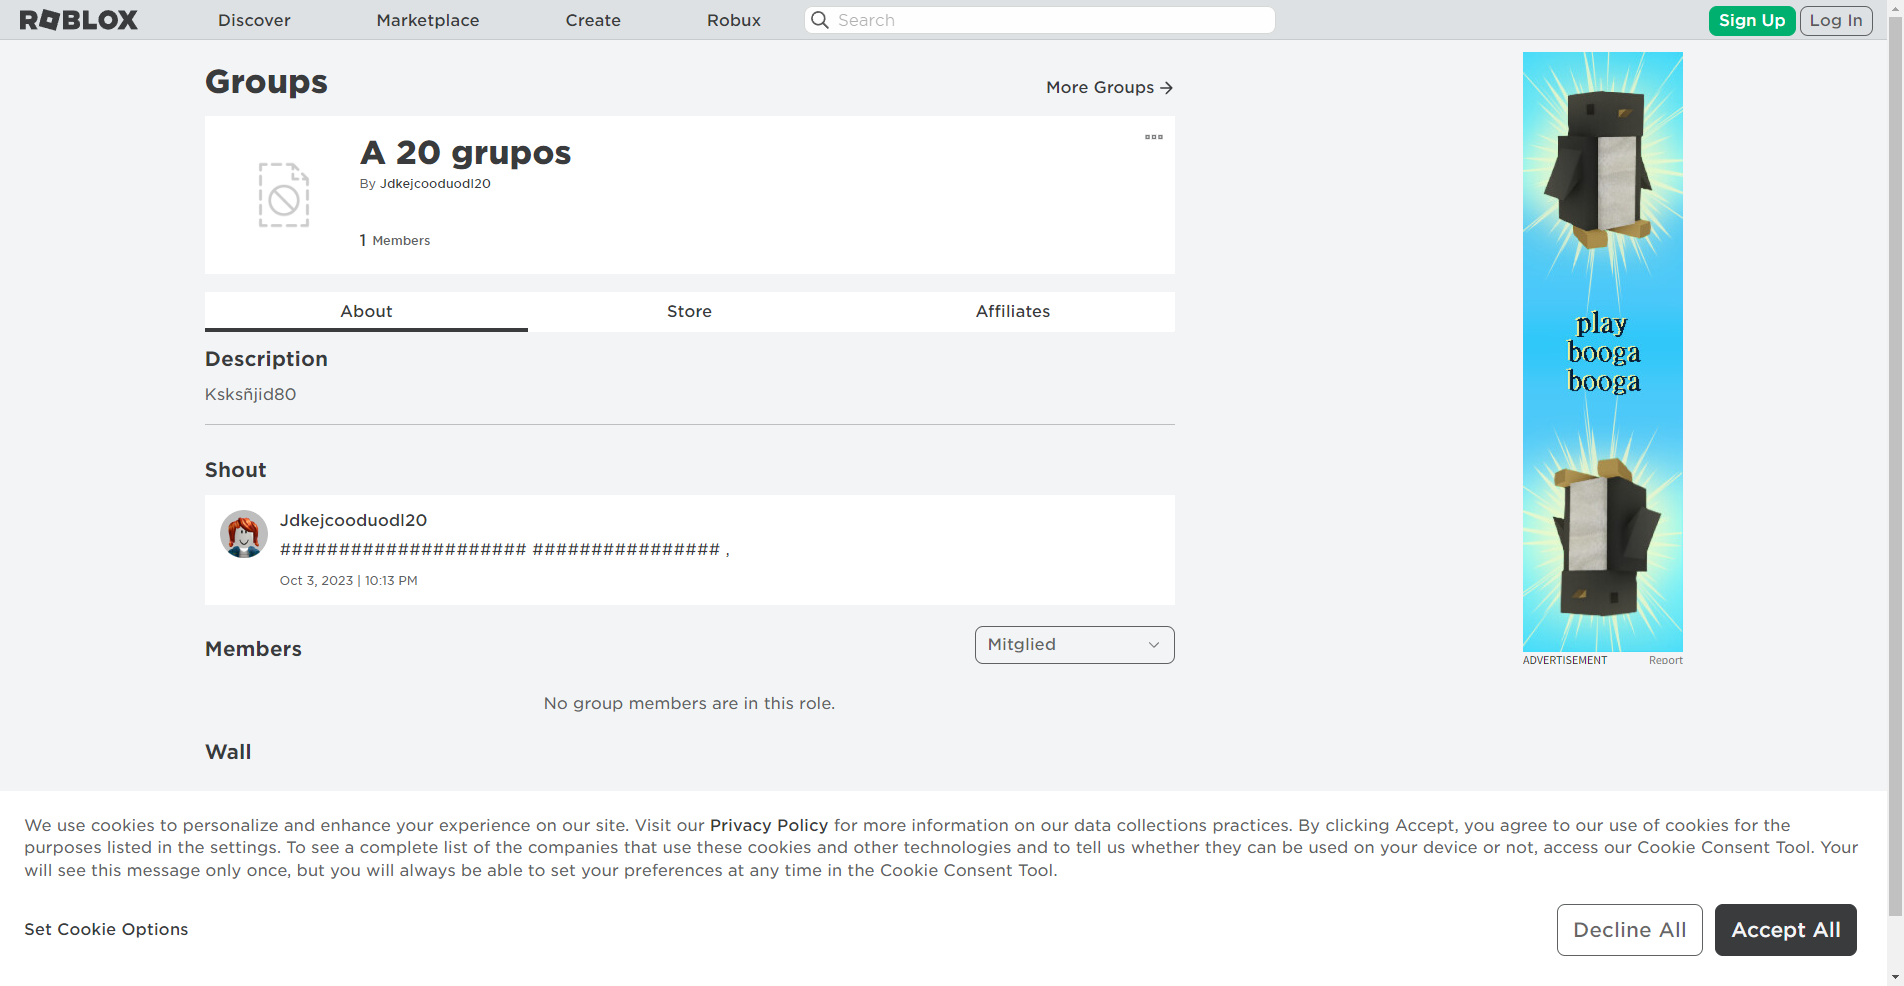 ROBLOX
Discover
Marketplace
Create
Robux
Search
Sign Up
Log In
Groups
More Groups
A 20 grupos
By Jdkejcooduodl20
1 Members
About
Store
Affiliates
Description
Ksksñjid80
Shout
Jdkejcooduodl20
##################### ################ ,
Oct 3, 2023 | 10:13 PM
Members
Mitglied
No group members are in this role.
Wall
play
booga
booga
ADVERTISEMENT
Report
We use cookies to personalize and enhance your experience on our site. Visit our Privacy Policy for more information on our data collections practices. By clicking Accept, you agree to our use of cookies for the
purposes listed in the settings. To see a complete list of the companies that use these cookies and other technologies and to tell us whether they can be used on your device or not, access our Cookie Consent Tool. Your
will see this message only once, but you will always be able to set your preferences at any time in the Cookie Consent Tool.
Set Cookie Options
Decline All
Accept All